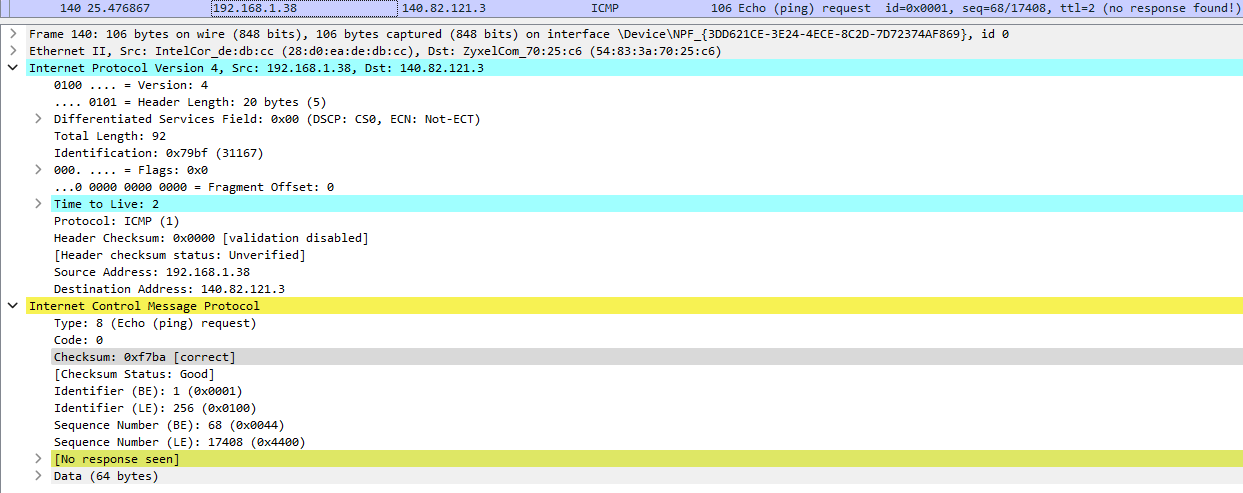 140 25.476867 192.168.1.38 140.82.121.3 ICMP 106 Echo (ping) request id=0x0001, seq=68/17408, ttl=2 (no response found!)
Frame 140: 106 bytes on wire (848 bits), 106 bytes captured (848 bits) on interface \Device\NPF_{3DD621CE-3E24-4ECE-8C2D-7D72374AF869}, id 0
Ethernet II, Src: IntelCor_de:db:cc (28:d0:ea:de:db:cc), Dst: ZyxelCom_70:25:c6 (54:83:3a:70:25:c6)
Internet Protocol Version 4, Src: 192.168.1.38, Dst: 140.82.121.3
0100 .... = Version: 4
.... 0101 = Header Length: 20 bytes (5)
Differentiated Services Field: 0x00 (DSCP: CS0, ECN: Not-ECT)
Total Length: 92
Identification: 0x79bf (31167)
000. .... = Flags: 0x0
...0 0000 0000 0000 = Fragment Offset: 0
Time to Live: 2
Protocol: ICMP (1)
Header Checksum: 0x0000 [validation disabled]
[Header checksum status: Unverified]
Source Address: 192.168.1.38
Destination Address: 140.82.121.3
Internet Control Message Protocol
Type: 8 (Echo (ping) request)
Code: 0
Checksum: 0xf7ba [correct]
[Checksum Status: Good]
Identifier (BE): 1 (0x0001)
Identifier (LE): 256 (0x0100)
Sequence Number (BE): 68 (0x0044)
Sequence Number (LE): 17408 (0x4400)
[No response seen]
Data (64 bytes)